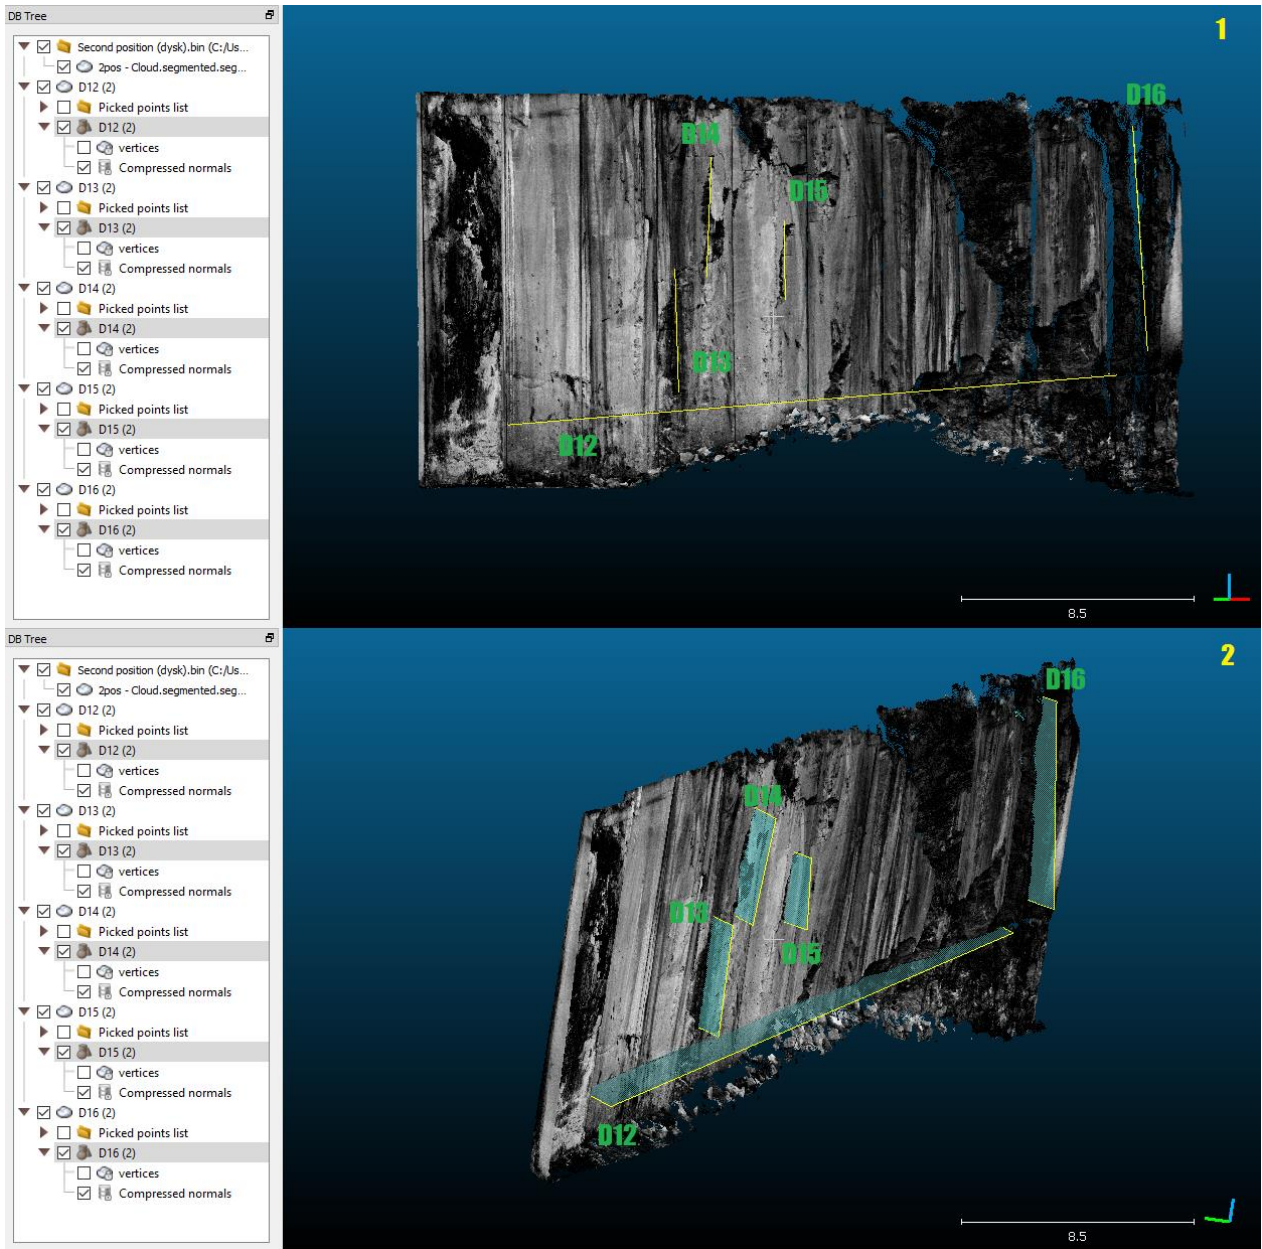 DB Tree
Second position (dysk).bin (C:/Us...
2pos - Cloud.segmented.seg...
D12 (2)
Picked points list
D12 (2)
vertices
Compressed normals
D13 (2)
Picked points list
D13 (2)
vertices
Compressed normals
D14 (2)
Picked points list
D14 (2)
vertices
Compressed normals
D15 (2)
Picked points list
D15 (2)
vertices
Compressed normals
D16 (2)
Picked points list
D16 (2)
vertices
Compressed normals
1
D16
D14
D15
D13
D12
8.5
DB Tree
Second position (dysk).bin (C:/Us...
2pos - Cloud.segmented.seg...
D12 (2)
Picked points list
D12 (2)
vertices
Compressed normals
D13 (2)
Picked points list
D13 (2)
vertices
Compressed normals
D14 (2)
Picked points list
D14 (2)
vertices
Compressed normals
D15 (2)
Picked points list
D15 (2)
vertices
Compressed normals
D16 (2)
Picked points list
D16 (2)
vertices
Compressed normals
2
D16
D14
D13
D15
D12
8.5